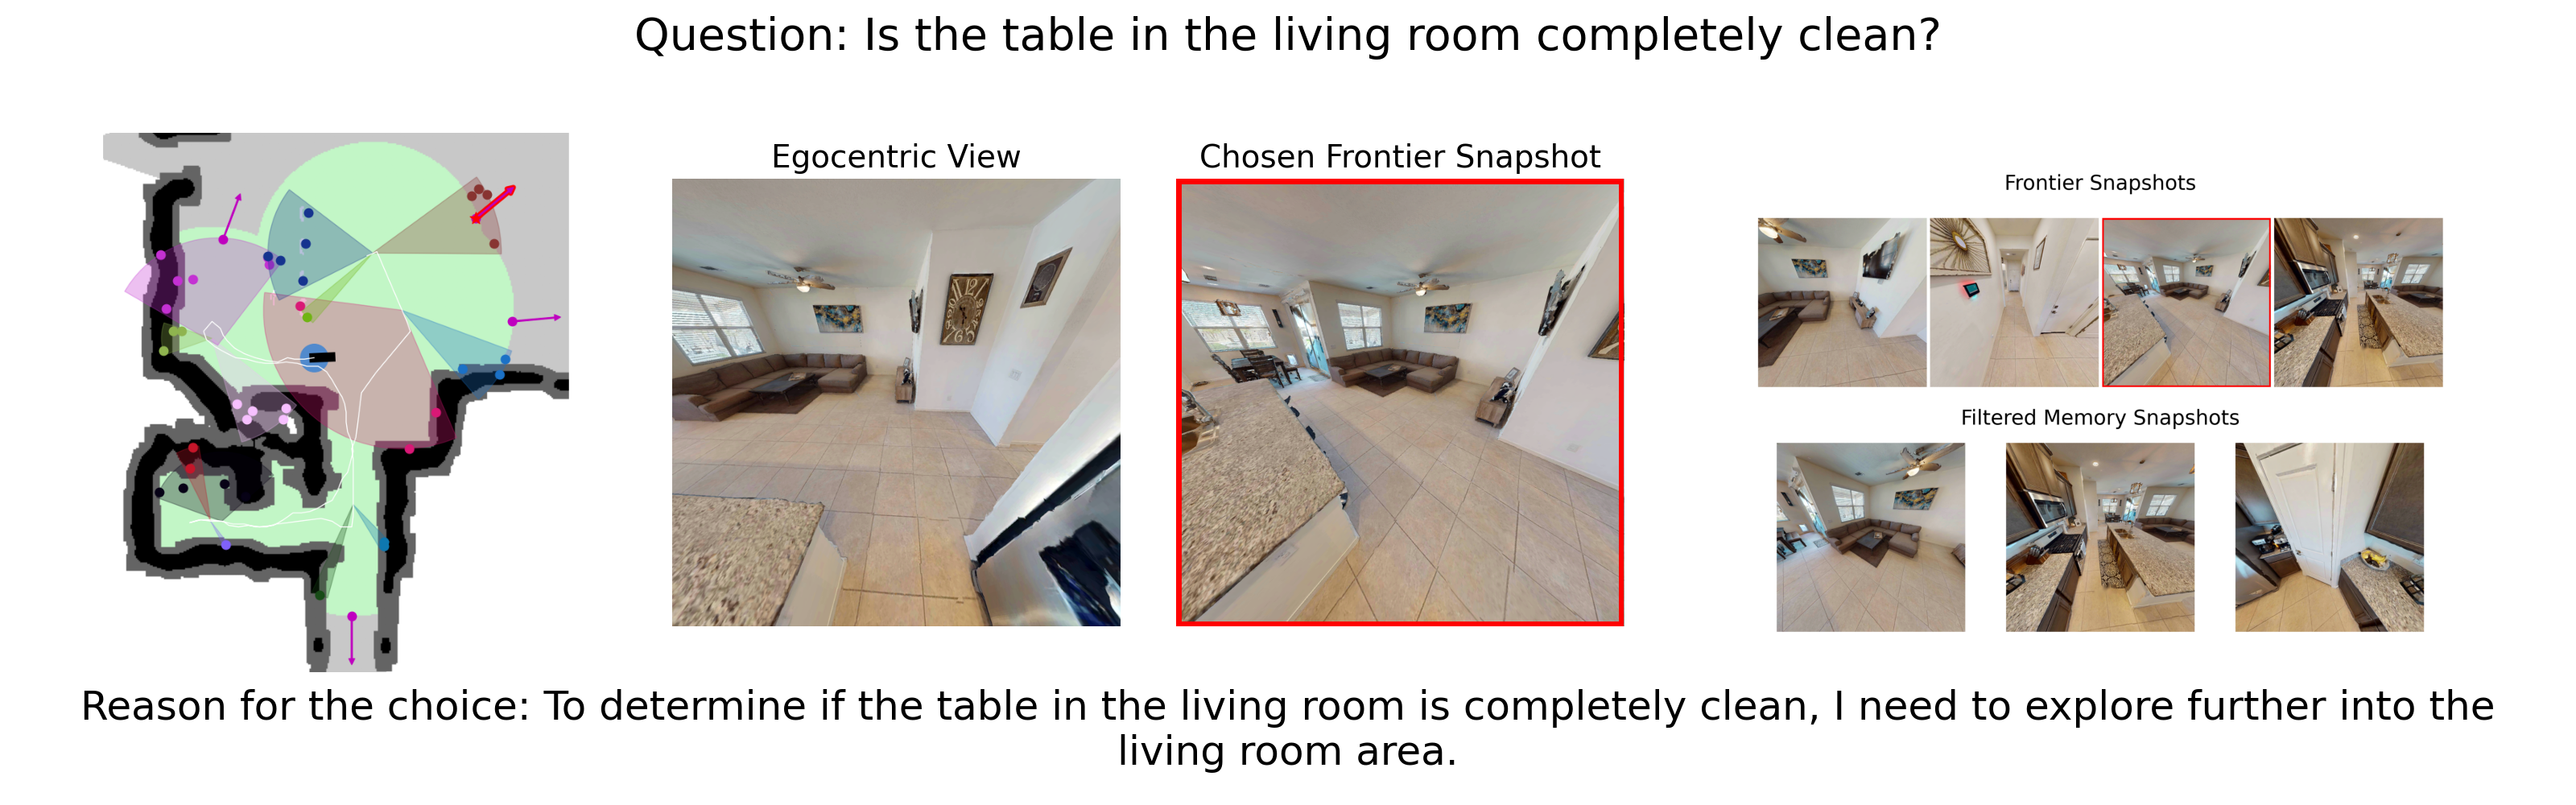 Question: Is the table in the living room completely clean?
Egocentric View
Chosen Frontier Snapshot
Frontier Snapshots
Filtered Memory Snapshots
Reason for the choice: To determine if the table in the living room is completely clean, I need to explore further into the
living room area.